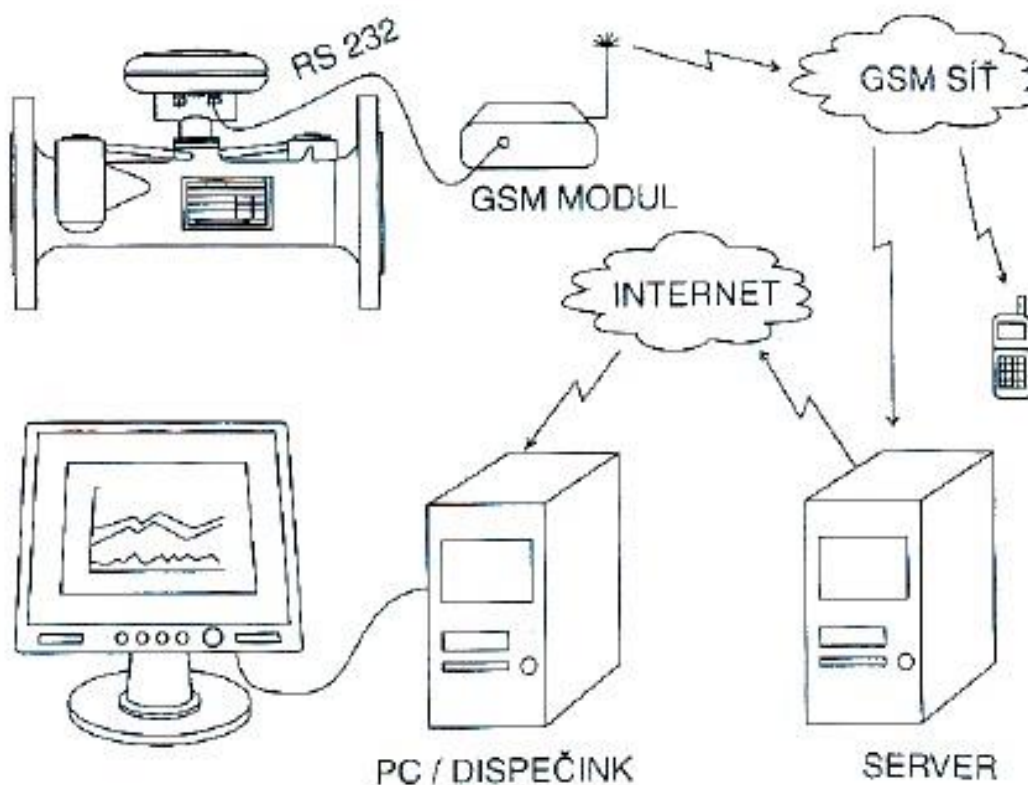 RS 232
GSM SÍŤ
GSM MODUL
INTERNET
PC / DISPEČINK
SERVER